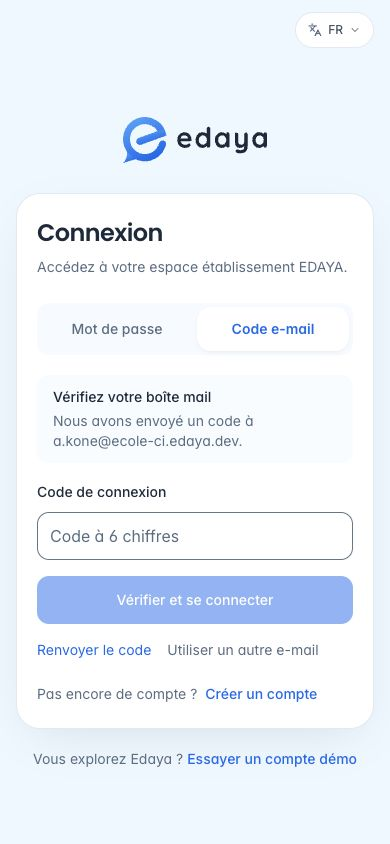 FR
edaya
Connexion
Accédez à votre espace établissement EDAYA.
Mot de passe
Code e-mail
Vérifiez votre boîte mail
Nous avons envoyé un code à
a.kone@ecole-ci.edaya.dev.
Code de connexion
Code à 6 chiffres
Vérifier et se connecter
Renvoyer le code Utiliser un autre e-mail
Pas encore de compte ? Créer un compte
Vous explorez Edaya ? Essayer un compte démo